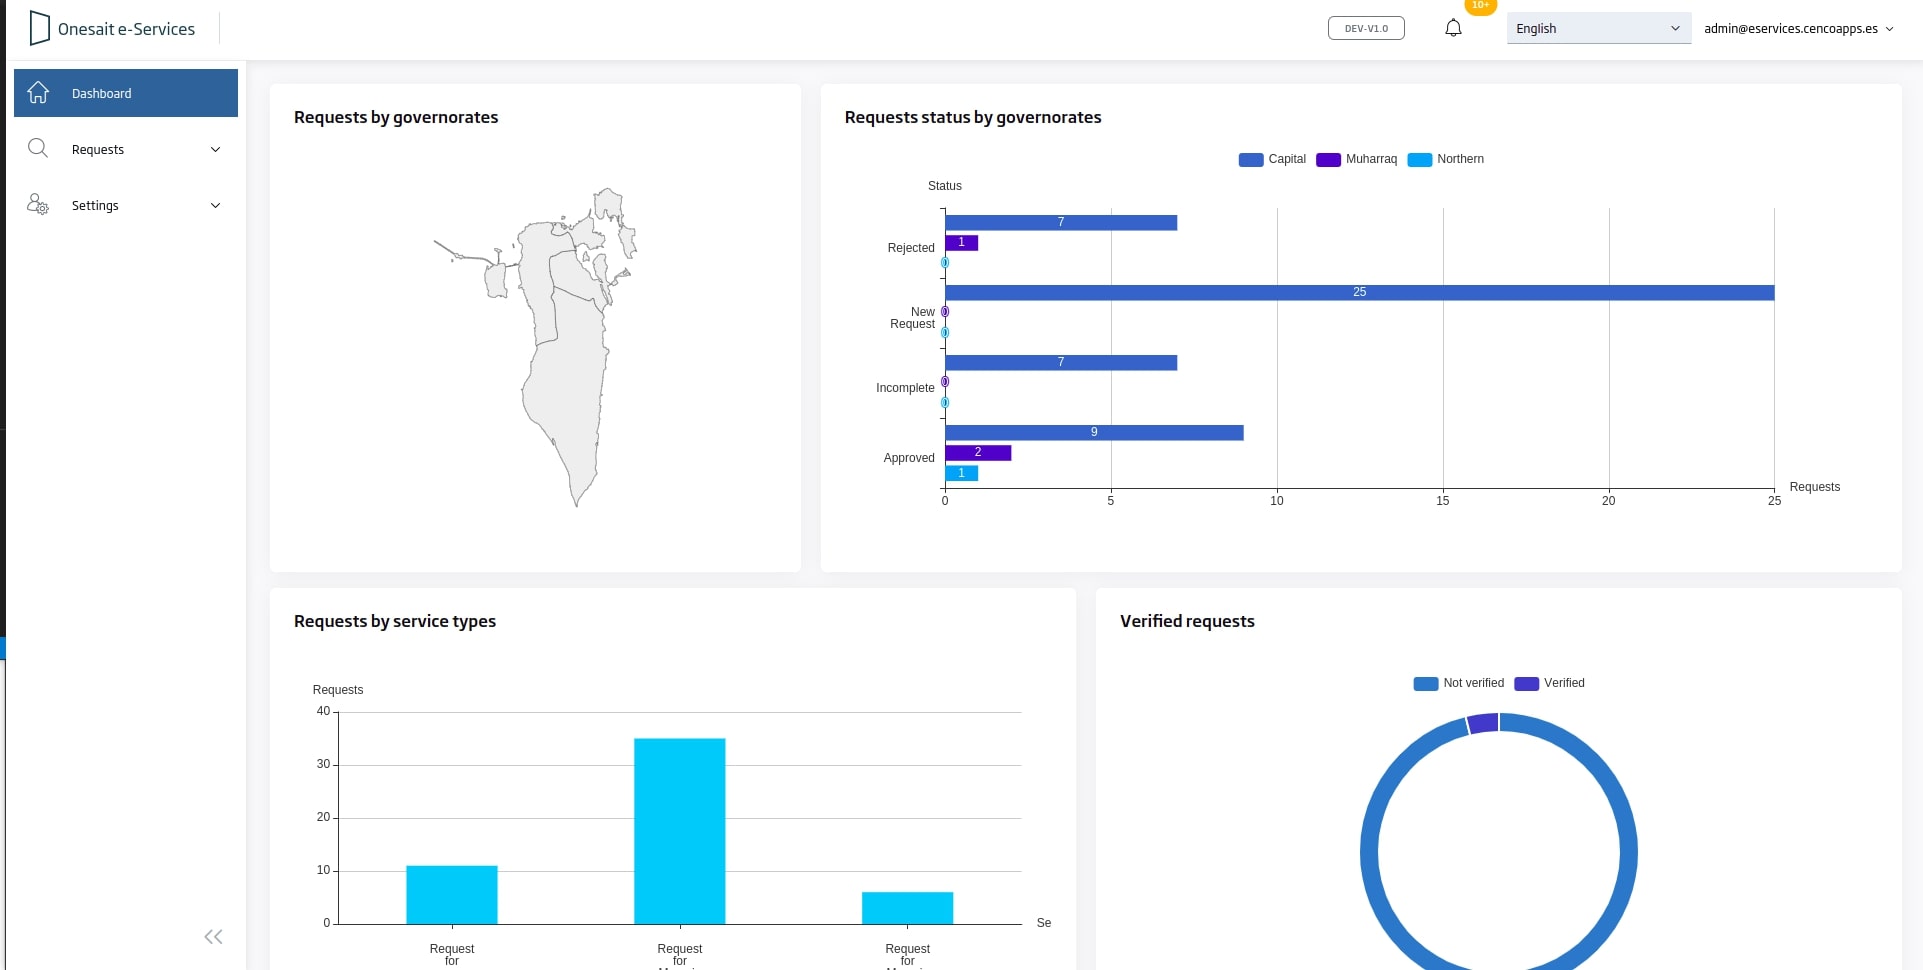 Onesait e-Services
DEV-V1.0
10+
English
admin@eservices.cencoapps.es
Dashboard
Requests
Settings
Requests by governorates
Requests status by governorates
Capital
Muharraq
Northern
Status
Rejected
7
1
0
New
Request
25
0
0
Incomplete
7
0
0
Approved
9
2
1
0
5
10
15
20
25
Requests
Requests by service types
Requests
40
30
20
10
0
Se
Request
for
Request
for
Request
for
Verified requests
Not verified
Verified